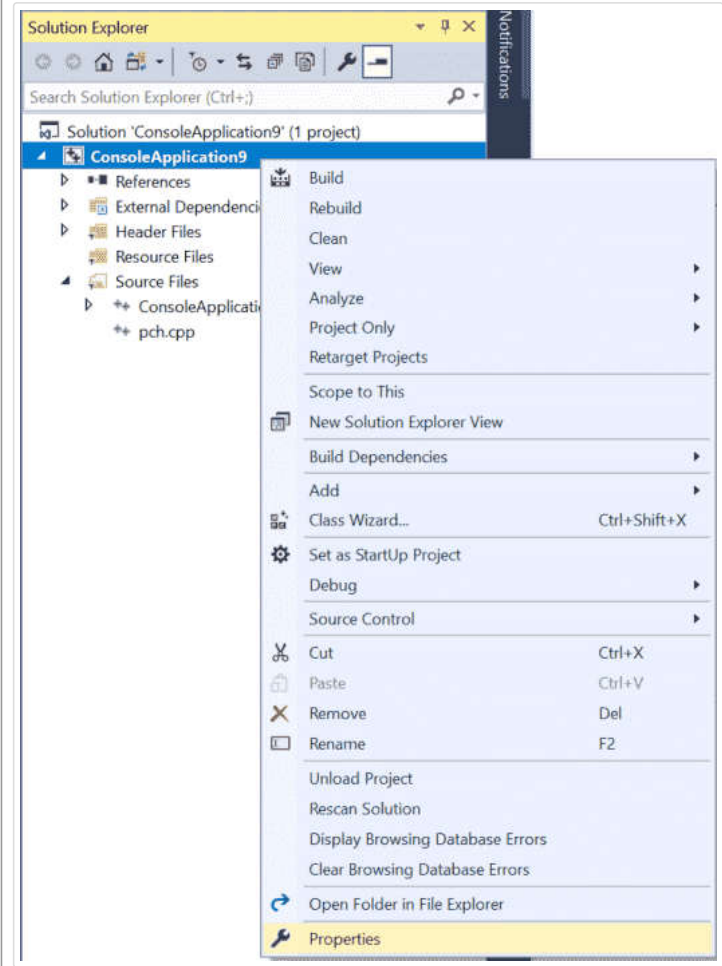 Solution Explorer
Notifications
Search Solution Explorer (Ctrl+;)
Solution 'ConsoleApplication9' (1 project)
ConsoleApplication9
References
External Dependenci
Header Files
Resource Files
Source Files
++ ConsoleApplicati
++ pch.cpp
Build
Rebuild
Clean
View
Analyze
Project Only
Retarget Projects
Scope to This
New Solution Explorer View
Build Dependencies
Add
Class Wizard... Ctrl+Shift+X
Set as StartUp Project
Debug
Source Control
Cut Ctrl+X
Paste Ctrl+V
Remove Del
Rename F2
Unload Project
Rescan Solution
Display Browsing Database Errors
Clear Browsing Database Errors
Open Folder in File Explorer
Properties